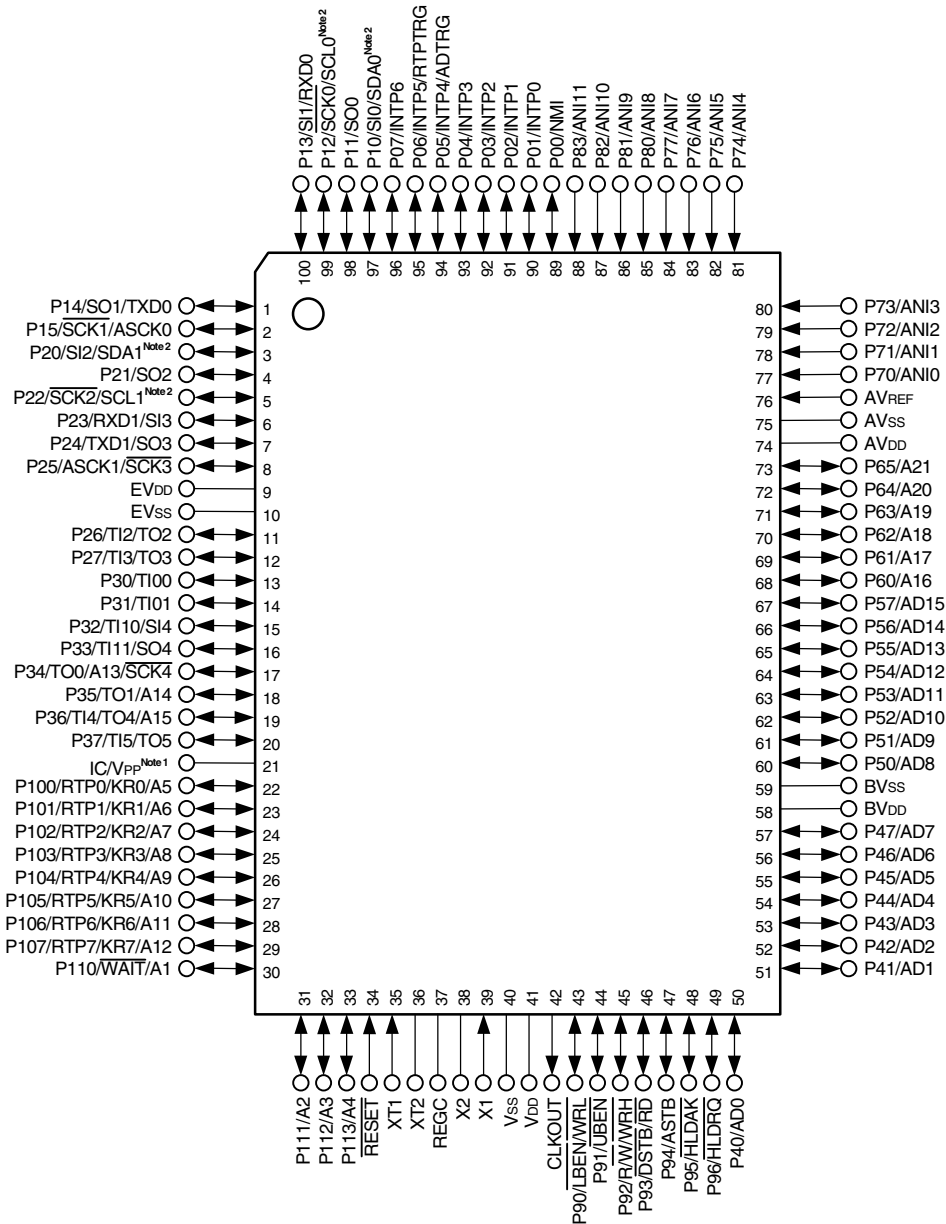 P13/SI1/RXD0
P12/SCK0/SCL0Note 2
P11/SO0
P10/SI0/SDA0Note 2
P07/INTP6
P06/INTP5/RTPTRG
P05/INTP4/ADTRG
P04/INTP3
P03/INTP2
P02/INTP1
P01/INTP0
P00/NMI
P83/ANI11
P82/ANI10
P81/ANI9
P80/ANI8
P77/ANI7
P76/ANI6
P75/ANI5
P74/ANI4
100 99 98 97 96 95 94 93 92 91 90 89 88 87 86 85 84 83 82 81
P14/SO1/TXD0 1
P15/SCK1/ASCK0 2
P20/SI2/SDA1Note 2 3
P21/SO2 4
P22/SCK2/SCL1Note 2 5
P23/RXD1/SI3 6
P24/TXD1/SO3 7
P25/ASCK1/SCK3 8
EVDD 9
EVSS 10
P26/TI2/TO2 11
P27/TI3/TO3 12
P30/TI00 13
P31/TI01 14
P32/TI10/SI4 15
P33/TI11/SO4 16
P34/TO0/A13/SCK4 17
P35/TO1/A14 18
P36/TI4/TO4/A15 19
P37/TI5/TO5 20
IC/VPPNote 1 21
P100/RTP0/KR0/A5 22
P101/RTP1/KR1/A6 23
P102/RTP2/KR2/A7 24
P103/RTP3/KR3/A8 25
P104/RTP4/KR4/A9 26
P105/RTP5/KR5/A10 27
P106/RTP6/KR6/A11 28
P107/RTP7/KR7/A12 29
P110/WAIT/A1 30
80 P73/ANI3
79 P72/ANI2
78 P71/ANI1
77 P70/ANI0
76 AVREF
75 AVSS
74 AVDD
73 P65/A21
72 P64/A20
71 P63/A19
70 P62/A18
69 P61/A17
68 P60/A16
67 P57/AD15
66 P56/AD14
65 P55/AD13
64 P54/AD12
63 P53/AD11
62 P52/AD10
61 P51/AD9
60 P50/AD8
59 BVSS
58 BVDD
57 P47/AD7
56 P46/AD6
55 P45/AD5
54 P44/AD4
53 P43/AD3
52 P42/AD2
51 P41/AD1
31 32 33 34 35 36 37 38 39 40 41 42 43 44 45 46 47 48 49 50
P111/A2
P112/A3
P113/A4
RESET
XT1
XT2
REGC
X2
X1
VSS
VDD
CLKOUT
P90/LBEN/WRL
P91/UBEN
P92/R/W/WRH
P93/DSTB/RD
P94/ASTB
P95/HLDAK
P96/HLDRQ
P40/AD0